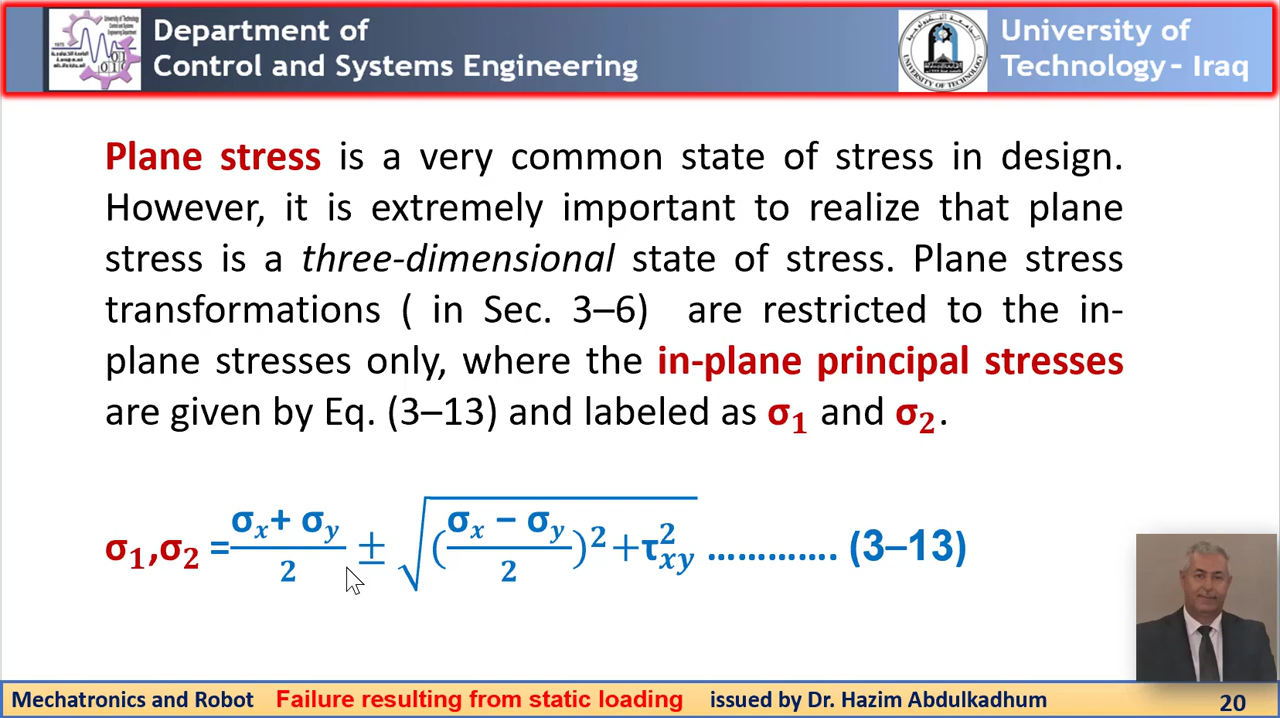 Department of
Control and Systems Engineering
University of
Technology - Iraq
Plane stress is a very common state of stress in design.
However, it is extremely important to realize that plane
stress is a three-dimensional state of stress. Plane stress
transformations ( in Sec. 3–6) are restricted to the in-
plane stresses only, where the in-plane principal stresses
are given by Eq. (3–13) and labeled as σ₁ and σ₂.
σ₁,σ₂ = (σₓ + σ_y)/2 ± √((σₓ − σ_y)/2)² + τ²_xy ............. (3–13)
Mechatronics and Robot Failure resulting from static loading issued by Dr. Hazim Abdulkadhum 20